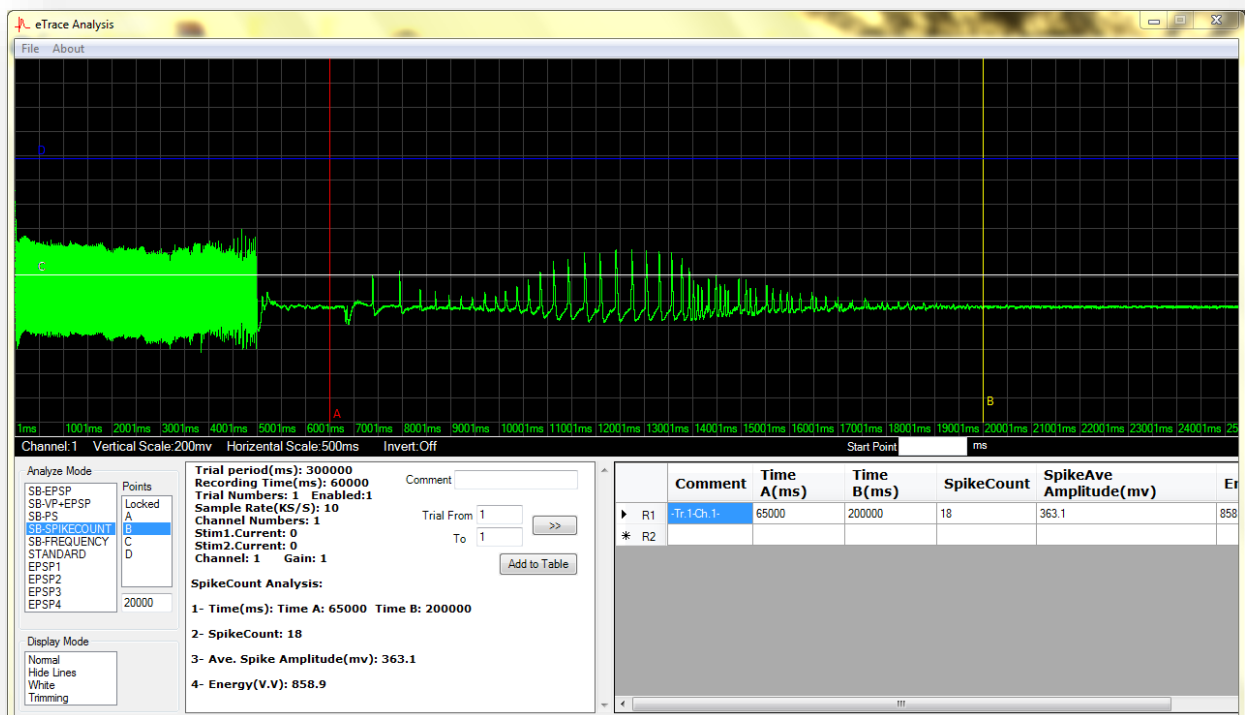 eTrace Analysis
File About
D
C
A
B
1ms 1001ms 2001ms 3001ms 4001ms 5001ms 6001ms 7001ms 8001ms 9001ms 10001ms 11001ms 12001ms 13001ms 14001ms 15001ms 16001ms 17001ms 18001ms 19001ms 20001ms 21001ms 22001ms 23001ms 24001ms 25
Channel:1 Vertical Scale:200mv Horizental Scale:500ms Invert:Off Start Point ms
Analyze Mode
SB-EPSP
SB-VP+EPSP
SB-PS
SB-SPIKECOUNT
SB-FREQUENCY
STANDARD
EPSP1
EPSP2
EPSP3
EPSP4
Points
Locked
A
B
C
D
20000
Display Mode
Normal
Hide Lines
White
Trimming
Trial period(ms): 300000
Recording Time(ms): 60000
Trial Numbers: 1 Enabled:1
Sample Rate(KS/S): 10
Channel Numbers: 1
Stim1.Current: 0
Stim2.Current: 0
Channel: 1 Gain: 1
SpikeCount Analysis:
1- Time(ms): Time A: 65000 Time B: 200000
2- SpikeCount: 18
3- Ave. Spike Amplitude(mv): 363.1
4- Energy(V.V): 858.9
Comment
Trial From 1
To 1
>>
Add to Table
Comment Time A(ms) Time B(ms) SpikeCount SpikeAve Amplitude(mv) Er
R1 -Tr.1-Ch.1- 65000 200000 18 363.1 858
R2